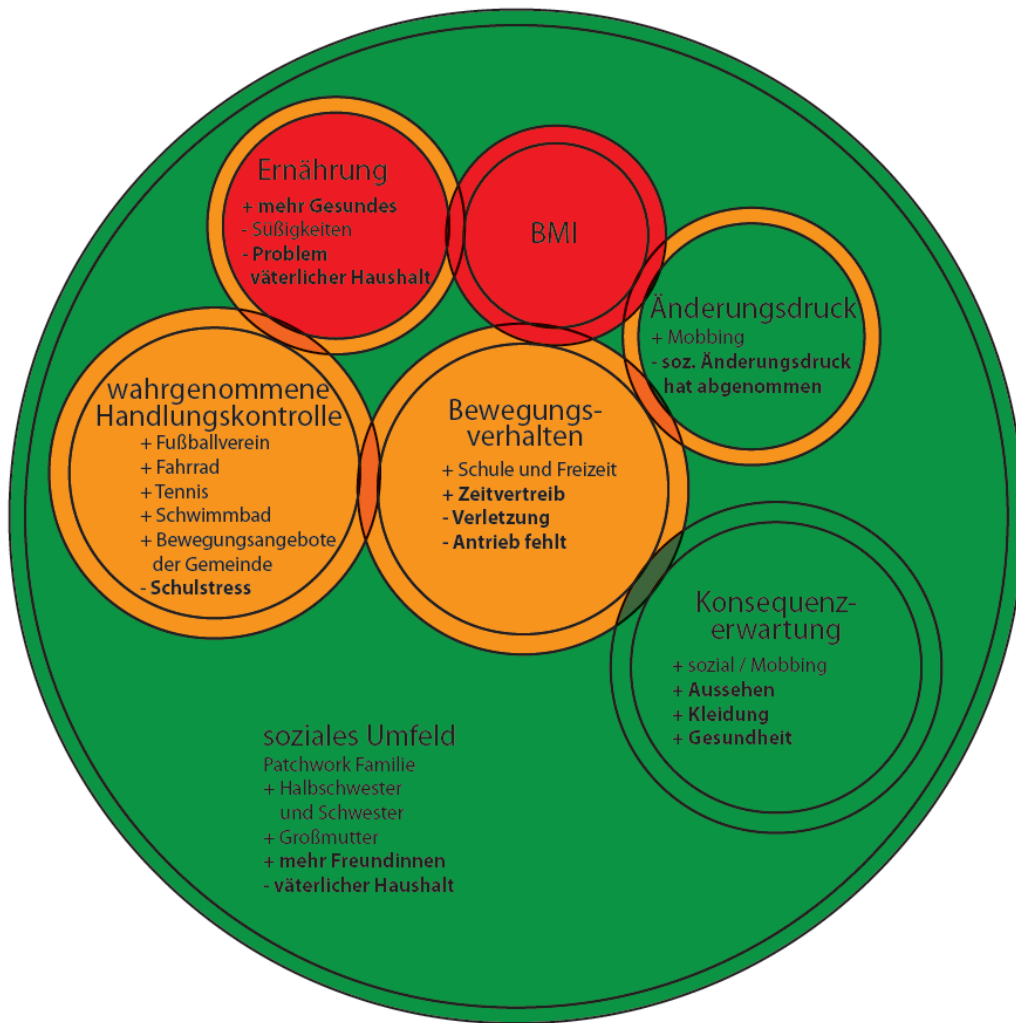 Ernährung
+ mehr Gesundes
- Süßigkeiten
- Problem
väterlicher Haushalt
BMI
Änderungsdruck
+ Mobbing
- soz. Änderungsdruck
hat abgenommen
wahrgenommene
Handlungskontrolle
+ Fußballverein
+ Fahrrad
+ Tennis
+ Schwimmbad
+ Bewegungsangebote
der Gemeinde
- Schulstress
Bewegungs-
verhalten
+ Schule und Freizeit
+ Zeitvertreib
- Verletzung
- Antrieb fehlt
Konsequenz-
erwartung
+ sozial / Mobbing
+ Aussehen
+ Kleidung
+ Gesundheit
soziales Umfeld
Patchwork Familie
+ Halbschwester
und Schwester
+ Großmutter
+ mehr Freundinnen
- väterlicher Haushalt